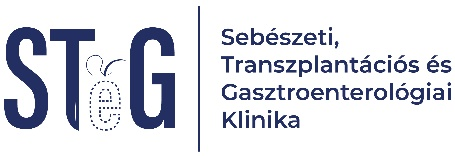 STéG
Sebészeti,
Transzplantációs és
Gasztroenterológiai
Klinika